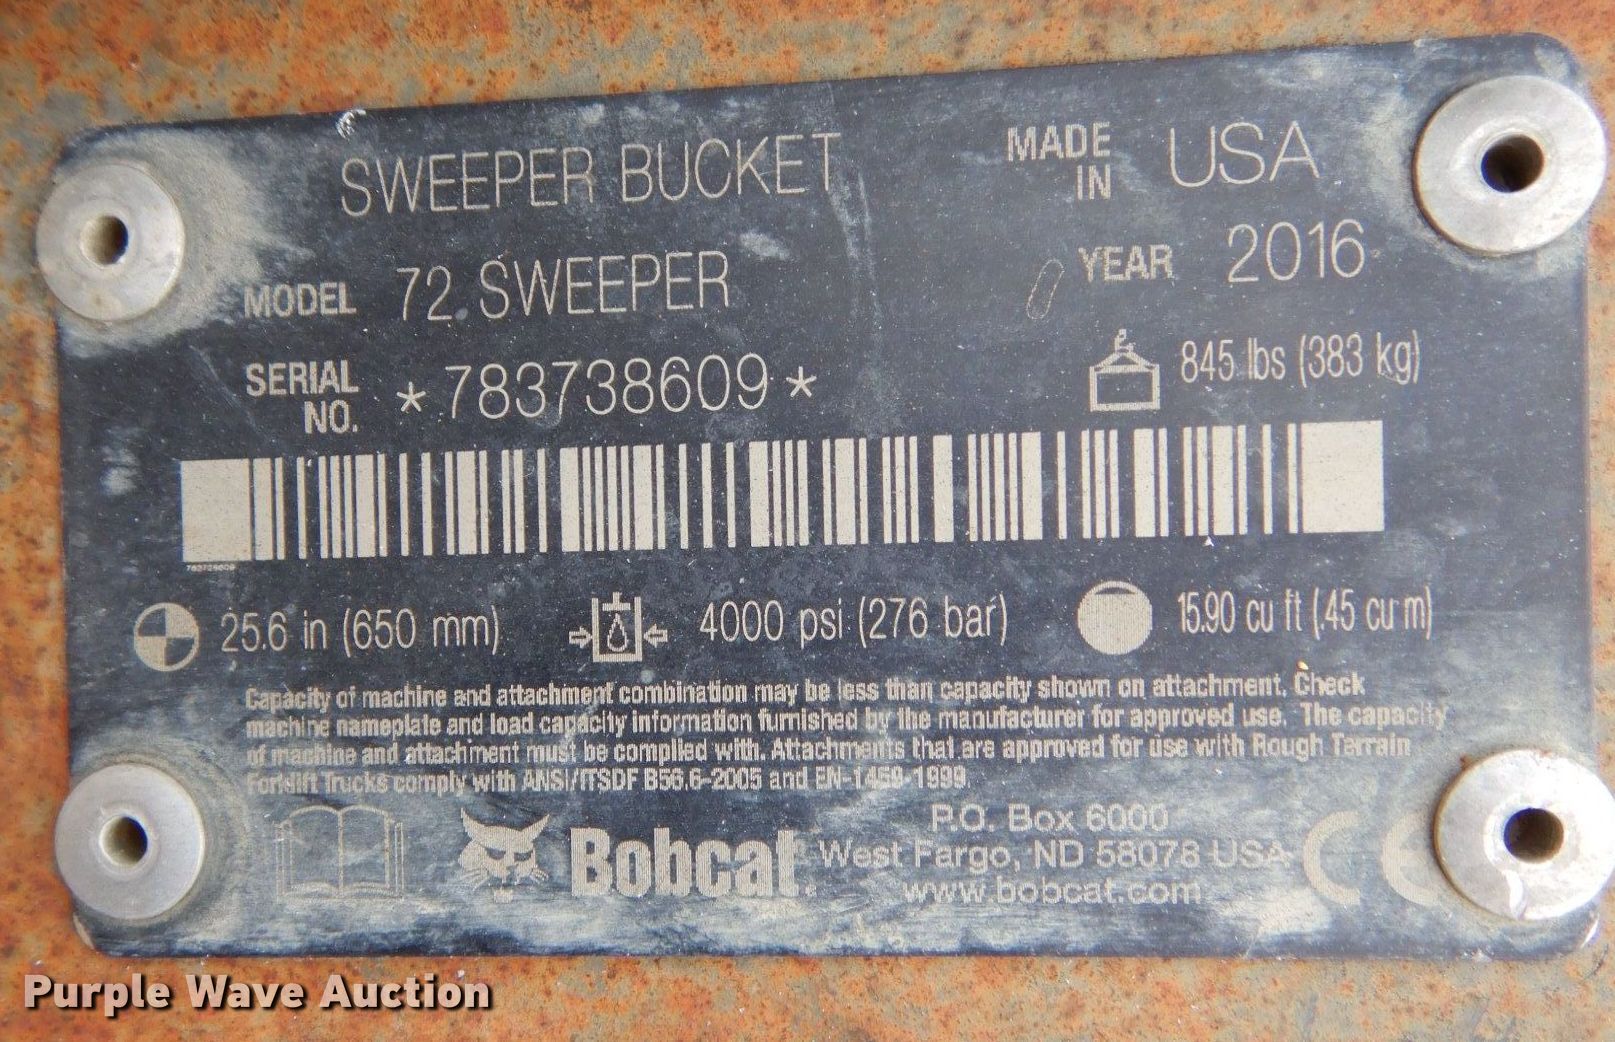 SWEEPER BUCKET
MADE IN USA
MODEL 72 SWEEPER
YEAR 2016
SERIAL NO. *783738609*
845 lbs (383 kg)
783738609
25.6 in (650 mm)
4000 psi (276 bar)
15.90 cu ft (.45 cu m)
Capacity of machine and attachment combination may be less than capacity shown on attachment. Check
machine nameplate and load capacity information furnished by the manufacturer for approved use. The capacity
of machine and attachment must be complied with. Attachments that are approved for use with Rough Terrain
Forklift Trucks comply with ANSI/ITSDF B56.6-2005 and EN-1459-1999.
Bobcat.
P.O. Box 6000
West Fargo, ND 58078 USA
www.bobcat.com
CE
Purple Wave Auction